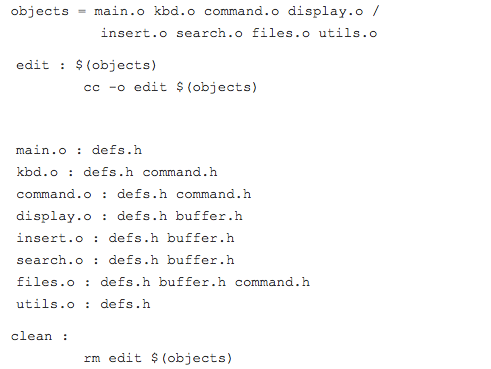 objects = main.o kbd.o command.o display.o /
insert.o search.o files.o utils.o
edit : $(objects)
cc -o edit $(objects)
main.o : defs.h
kbd.o : defs.h command.h
command.o : defs.h command.h
display.o : defs.h buffer.h
insert.o : defs.h buffer.h
search.o : defs.h buffer.h
files.o : defs.h buffer.h command.h
utils.o : defs.h
clean :
rm edit $(objects)